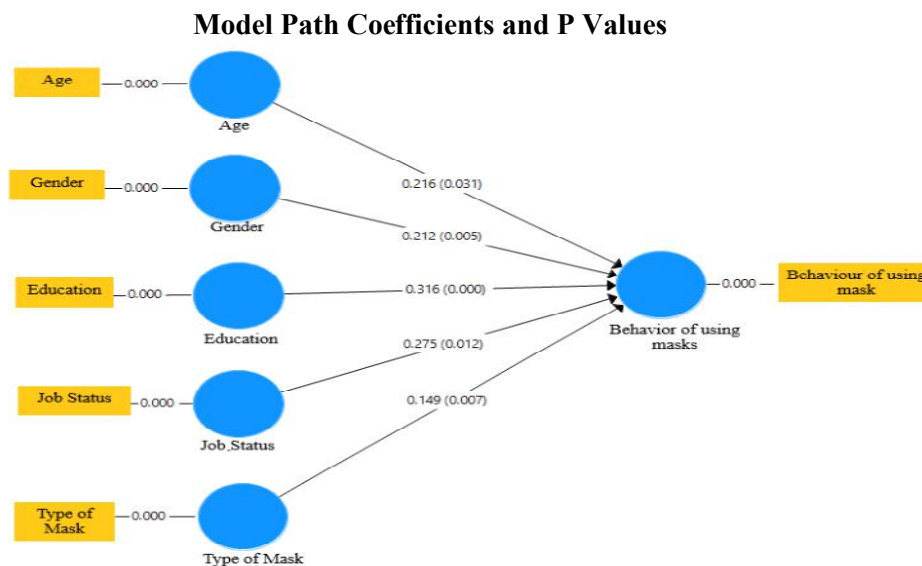 Model Path Coefficients and P Values
Age
0.000
Age
0.216 (0.031)
Gender
0.000
Gender
0.212 (0.005)
Education
0.000
Education
0.316 (0.000)
Behavior of using
masks
0.000
Behaviour of using
mask
Job Status
0.000
Job Status
0.275 (0.012)
Type of
Mask
0.000
Type of Mask
0.149 (0.007)